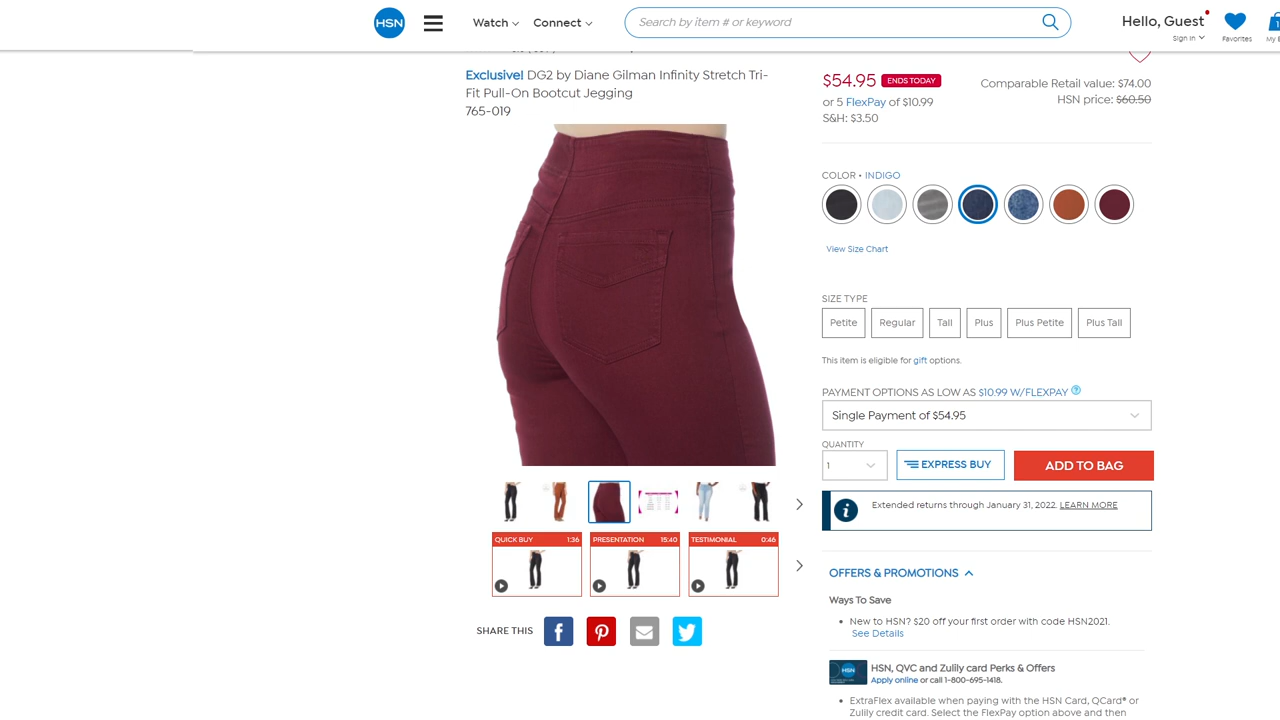 HSN
Watch
Connect
Search by item # or keyword
Hello, Guest
Sign In
Favorites
Exclusive! DG2 by Diane Gilman Infinity Stretch Tri-
Fit Pull-On Bootcut Jegging
765-019
$54.95 ENDS TODAY
or 5 FlexPay of $10.99
S&H: $3.50
Comparable Retail value: $74.00
HSN price: $60.50
COLOR • INDIGO
View Size Chart
SIZE TYPE
Petite Regular Tall Plus Plus Petite Plus Tall
This item is eligible for gift options.
PAYMENT OPTIONS AS LOW AS $10.99 W/FLEXPAY ?
Single Payment of $54.95
QUANTITY
1 EXPRESS BUY ADD TO BAG
Extended returns through January 31, 2022. LEARN MORE
QUICK BUY 1:36
PRESENTATION 15:40
TESTIMONIAL 0:46
SHARE THIS
OFFERS & PROMOTIONS
Ways To Save
• New to HSN? $20 off your first order with code HSN2021.
See Details
HSN, QVC and Zulily card Perks & Offers
Apply online or call 1-800-695-1418.
• ExtraFlex available when paying with the HSN Card, QCard® or
Zulily credit card. Select the FlexPay option above and then